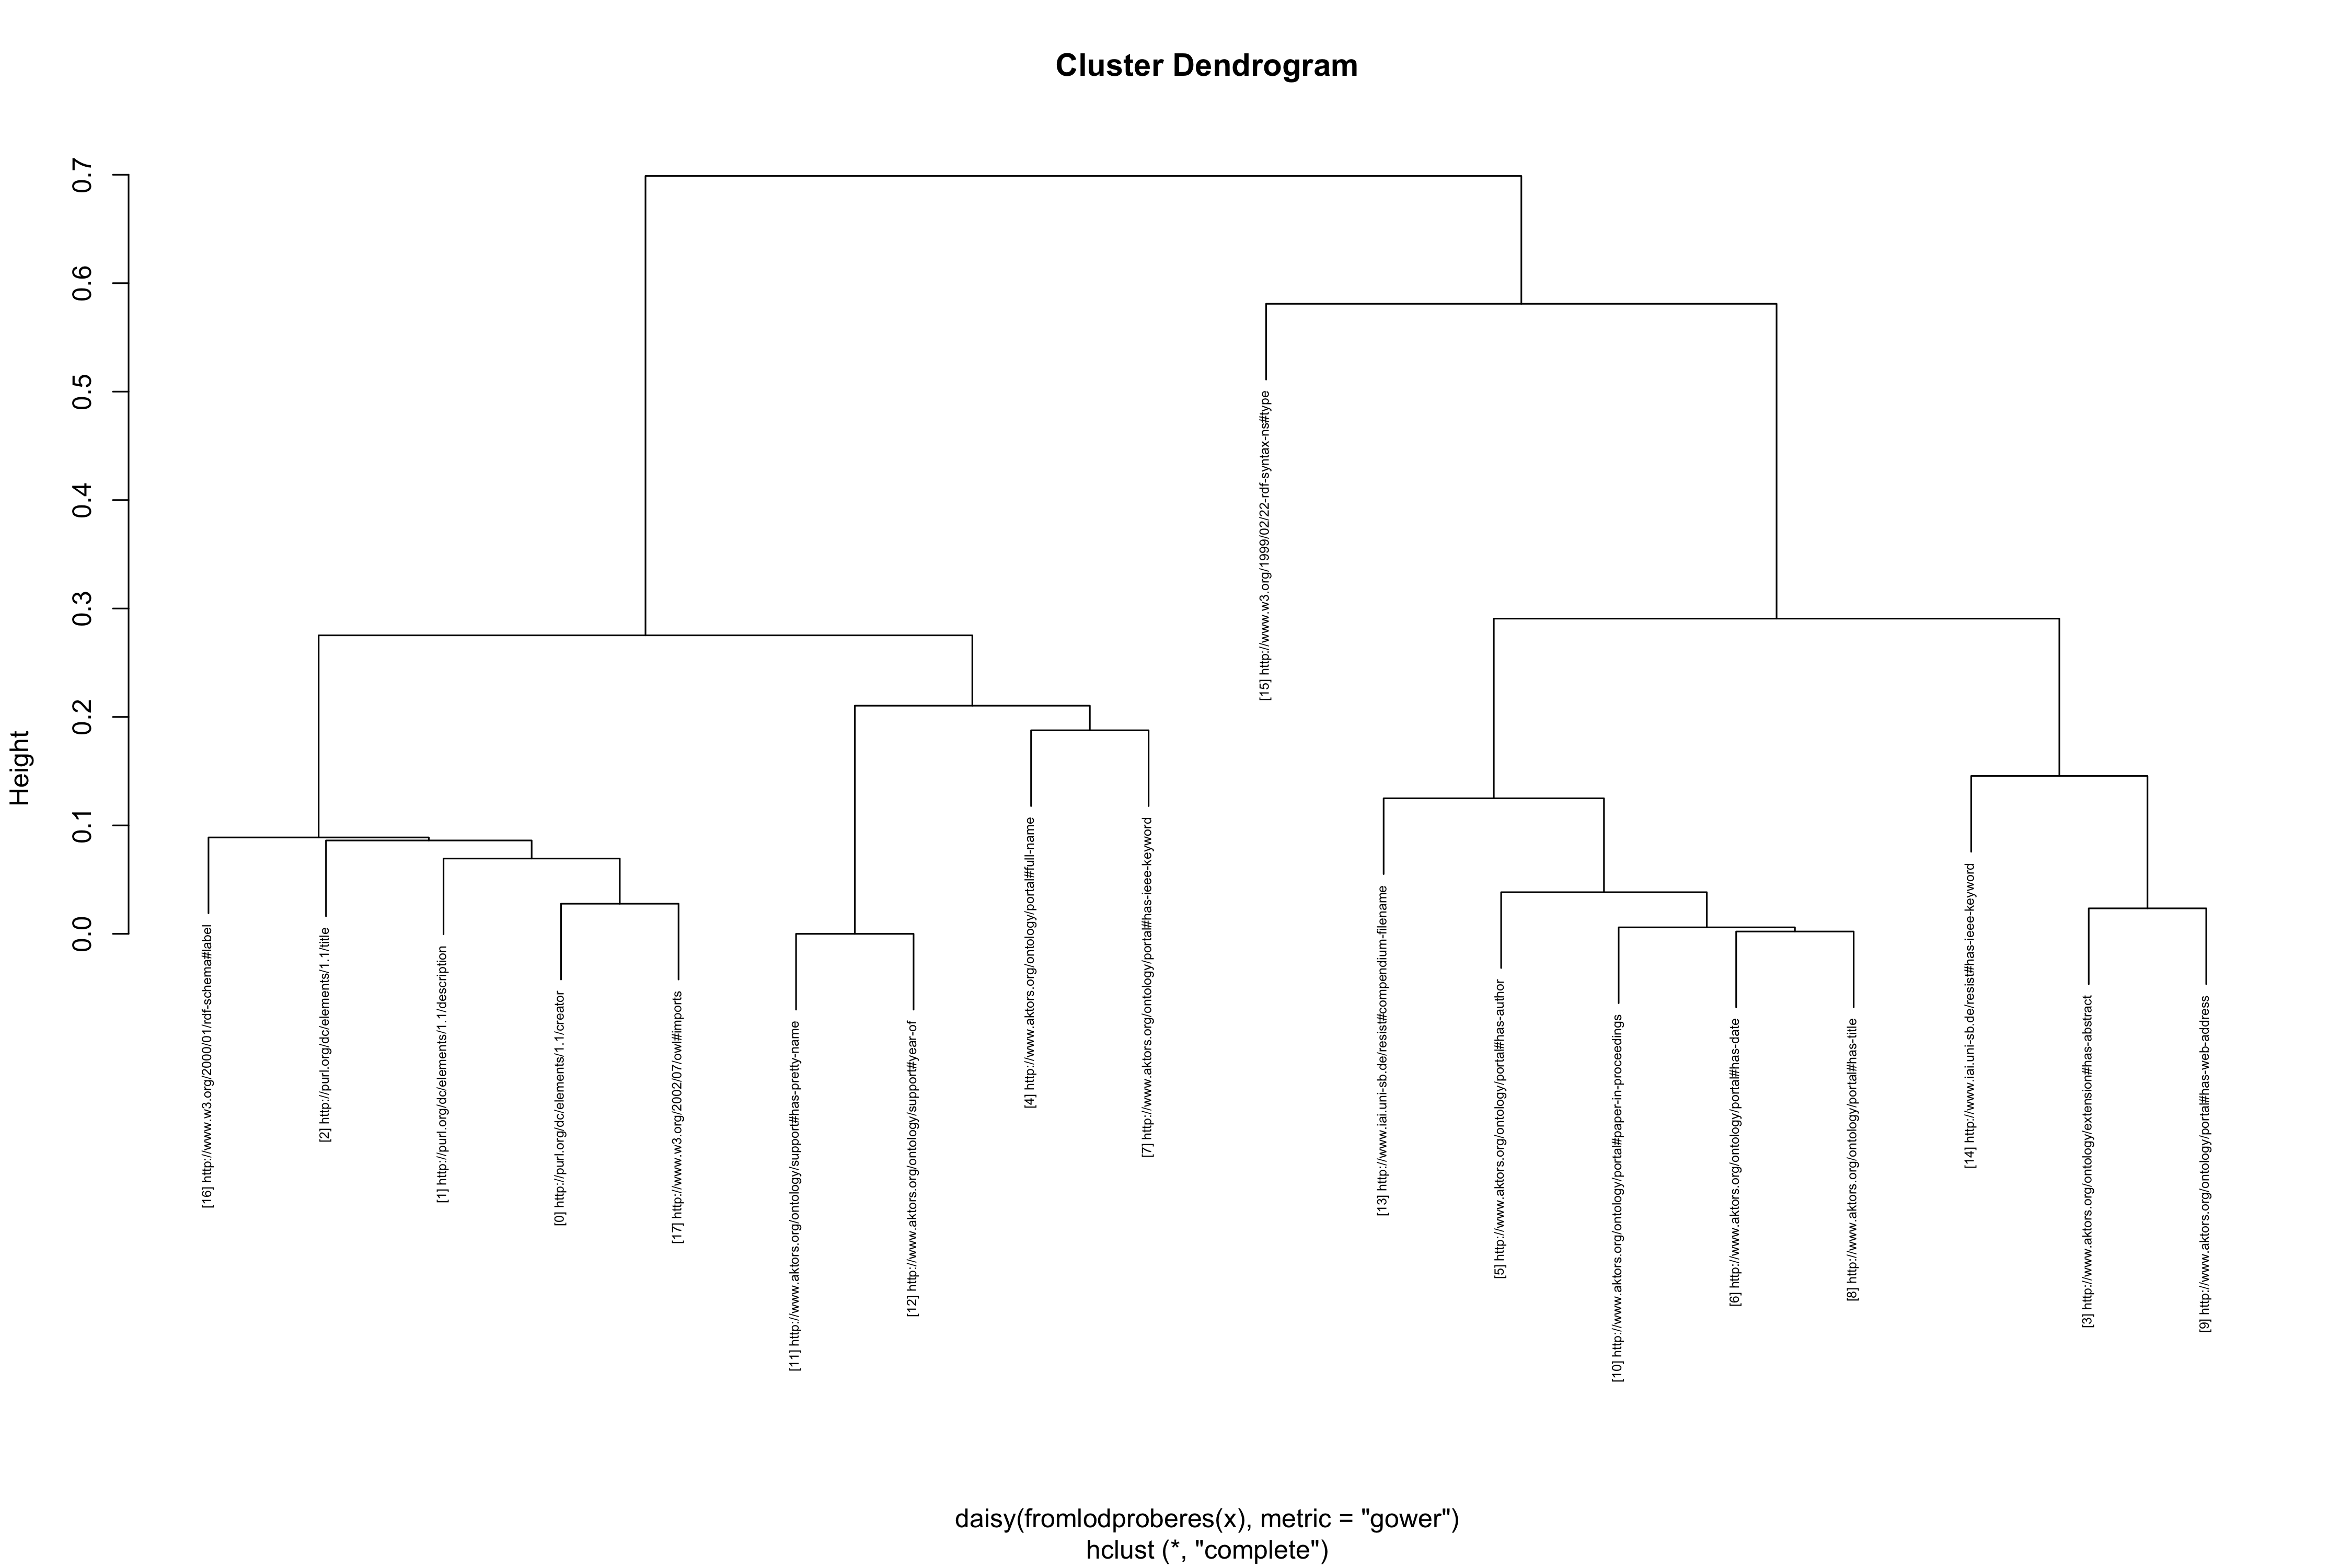 Cluster Dendrogram
Height
0.0
0.1
0.2
0.3
0.4
0.5
0.6
0.7
[16] http://www.w3.org/2000/01/rdf-schema#label
[2] http://purl.org/dc/elements/1.1/title
[1] http://purl.org/dc/elements/1.1/description
[0] http://purl.org/dc/elements/1.1/creator
[17] http://www.w3.org/2002/07/owl#imports
[11] http://www.aktors.org/ontology/support#has-pretty-name
[12] http://www.aktors.org/ontology/support#year-of
[4] http://www.aktors.org/ontology/portal#full-name
[7] http://www.aktors.org/ontology/portal#has-ieee-keyword
[15] http://www.w3.org/1999/02/22-rdf-syntax-ns#type
[13] http://www.iai.uni-sb.de/resist#compendium-filename
[5] http://www.aktors.org/ontology/portal#has-author
[10] http://www.aktors.org/ontology/portal#paper-in-proceedings
[6] http://www.aktors.org/ontology/portal#has-date
[8] http://www.aktors.org/ontology/portal#has-title
[14] http://www.iai.uni-sb.de/resist#has-ieee-keyword
[3] http://www.aktors.org/ontology/extension#has-abstract
[9] http://www.aktors.org/ontology/portal#has-web-address
daisy(fromlodproberes(x), metric = "gower")
hclust (*, "complete")